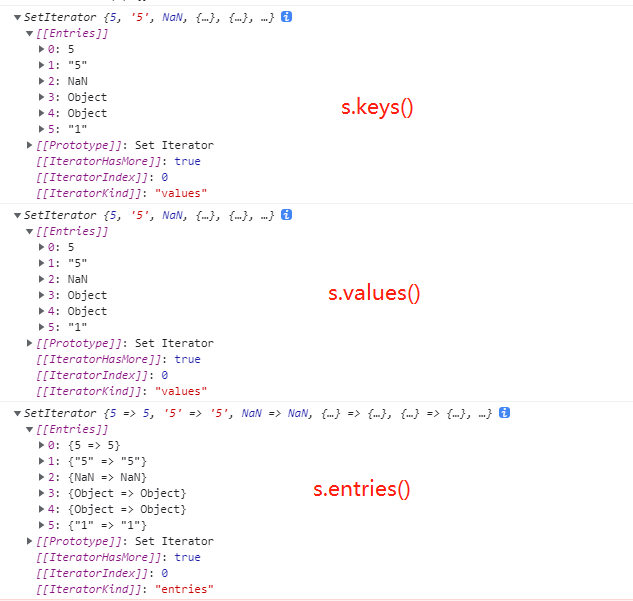 SetIterator {5, '5', NaN, {…}, {…}, …} i
[[Entries]]
0: 5
1: "5"
2: NaN
3: Object
4: Object
5: "1"
s.keys()
[[Prototype]]: Set Iterator
[[IteratorHasMore]]: true
[[IteratorIndex]]: 0
[[IteratorKind]]: "values"
SetIterator {5, '5', NaN, {…}, {…}, …} i
[[Entries]]
0: 5
1: "5"
2: NaN
3: Object
4: Object
5: "1"
s.values()
[[Prototype]]: Set Iterator
[[IteratorHasMore]]: true
[[IteratorIndex]]: 0
[[IteratorKind]]: "values"
SetIterator {5 => 5, '5' => '5', NaN => NaN, {…} => {…}, {…} => {…}, …} i
[[Entries]]
0: {5 => 5}
1: {"5" => "5"}
2: {NaN => NaN}
3: {Object => Object}
4: {Object => Object}
5: {"1" => "1"}
s.entries()
[[Prototype]]: Set Iterator
[[IteratorHasMore]]: true
[[IteratorIndex]]: 0
[[IteratorKind]]: "entries"